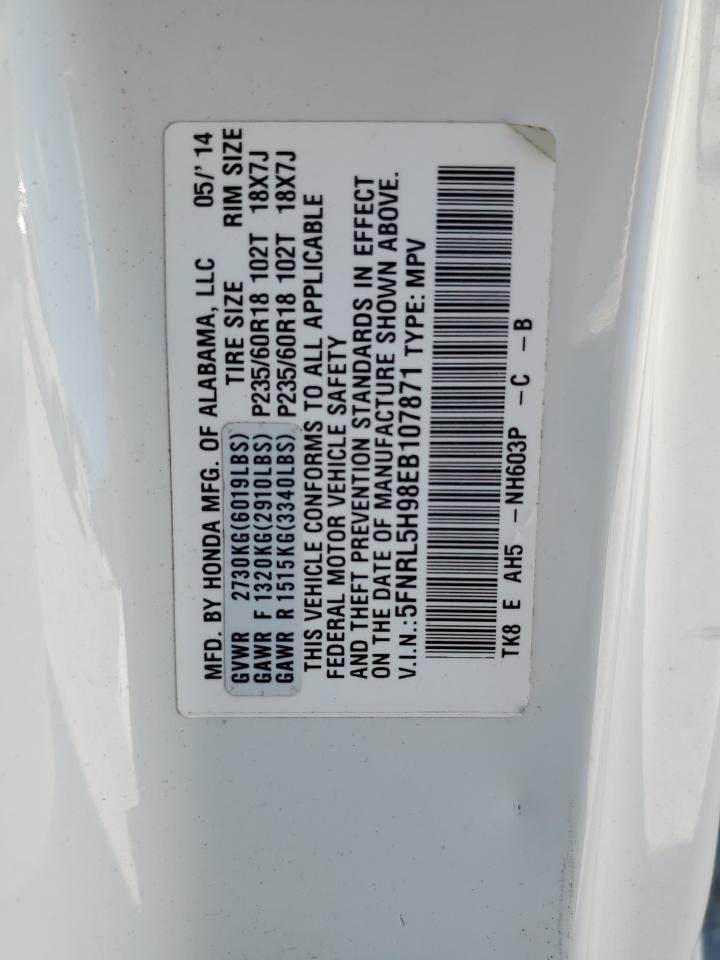 MFD. BY HONDA MFG. OF ALABAMA, LLC 05/'14
GVWR 2730KG(6019LBS) TIRE SIZE RIM SIZE
GAWR F 1320KG(2910LBS) P235/60R18 102T 18X7J
GAWR R 1515KG(3340LBS) P235/60R18 102T 18X7J
THIS VEHICLE CONFORMS TO ALL APPLICABLE
FEDERAL MOTOR VEHICLE SAFETY
AND THEFT PREVENTION STANDARDS IN EFFECT
ON THE DATE OF MANUFACTURE SHOWN ABOVE.
V.I.N.:5FNRL5H98EB107871 TYPE: MPV
TK8 E AH5 -NH603P -C -B